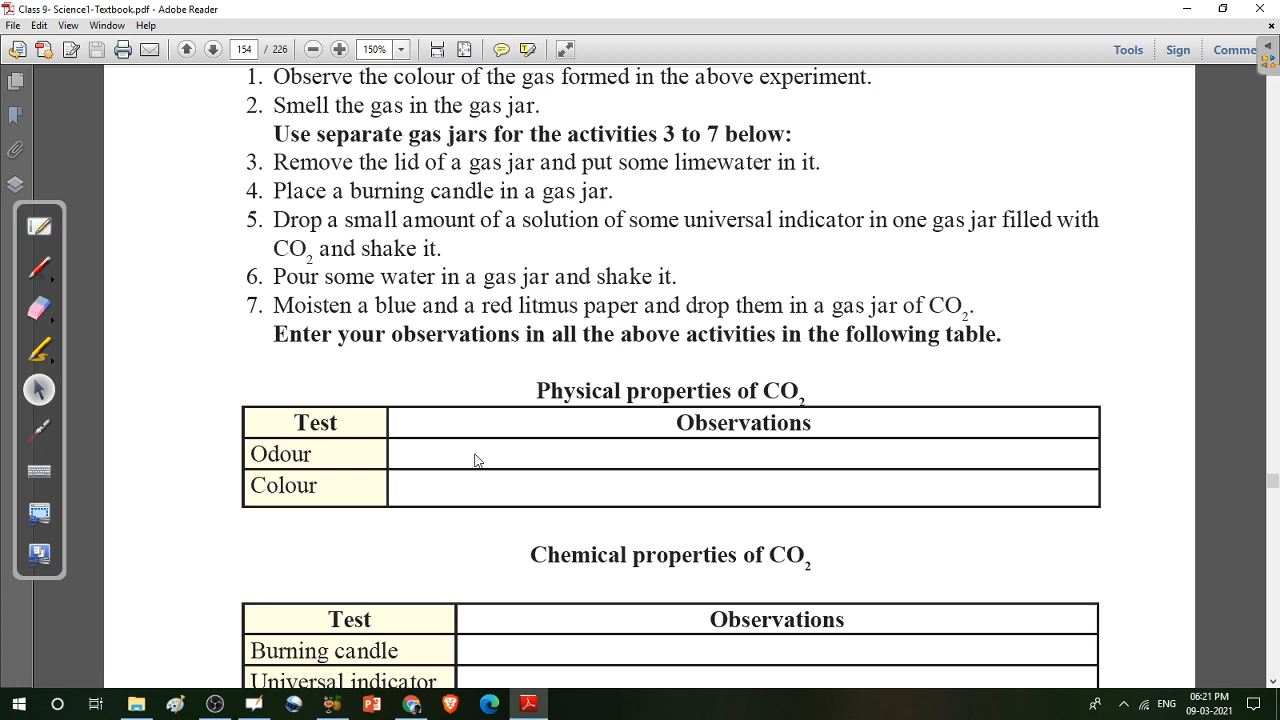 Class 9- Science1-Textbook.pdf - Adobe Reader
File Edit View Window Help
154 / 226 150% Tools Sign Comme
1. Observe the colour of the gas formed in the above experiment.
2. Smell the gas in the gas jar.
Use separate gas jars for the activities 3 to 7 below:
3. Remove the lid of a gas jar and put some limewater in it.
4. Place a burning candle in a gas jar.
5. Drop a small amount of a solution of some universal indicator in one gas jar filled with
CO2 and shake it.
6. Pour some water in a gas jar and shake it.
7. Moisten a blue and a red litmus paper and drop them in a gas jar of CO2.
Enter your observations in all the above activities in the following table.
Physical properties of CO2
Test Observations
Odour
Colour
Chemical properties of CO2
Test Observations
Burning candle
Universal indicator
ENG 06:21 PM
09-03-2021